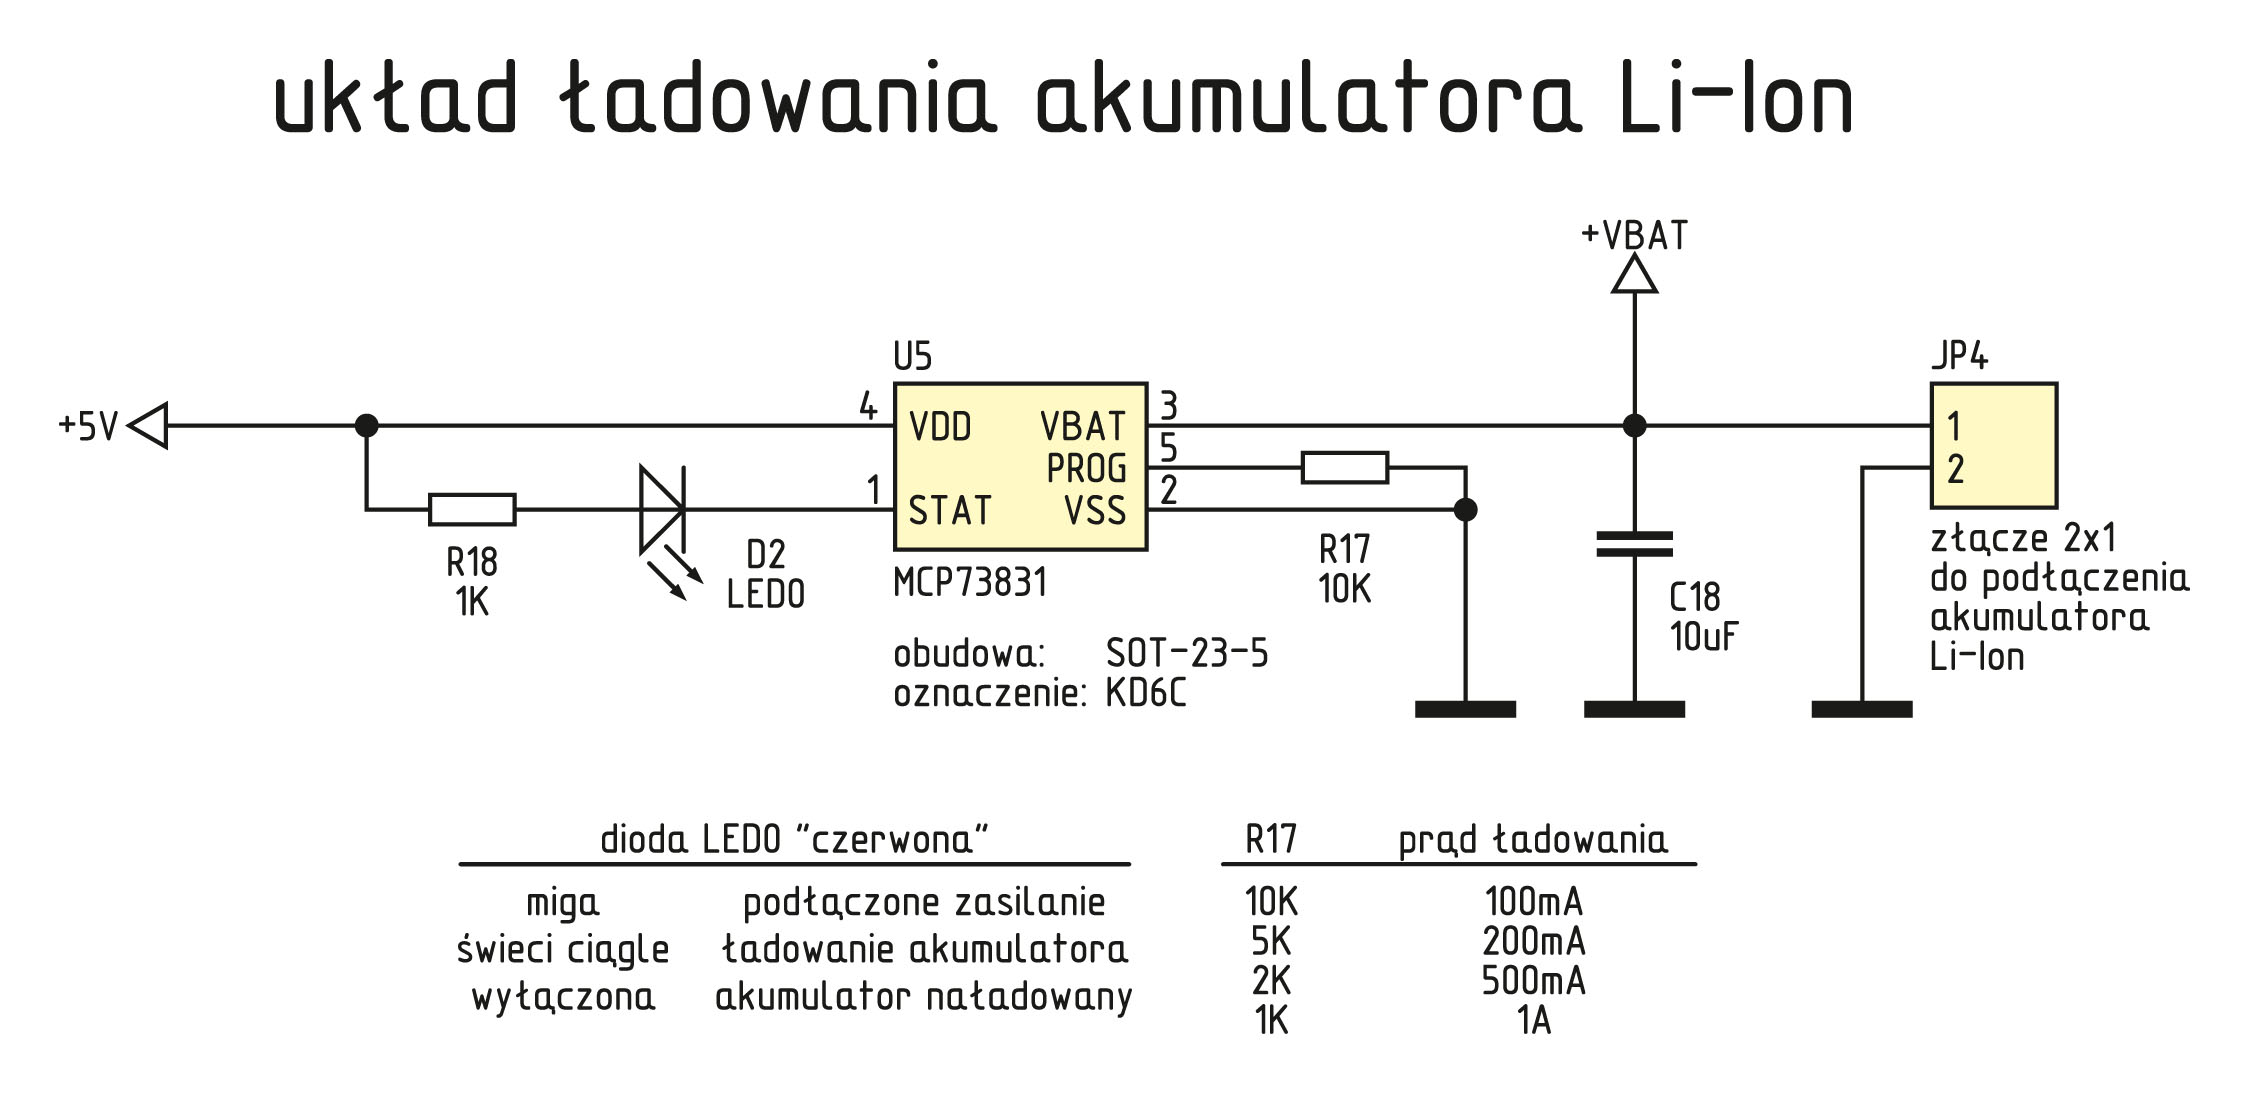 układ ładowania akumulatora Li-Ion
+VBAT
+5V
U5
4
VDD
VBAT
3
5
PROG
1
STAT
VSS
2
MCP73831
R18
1K
D2
LED0
R17
10K
C18
10uF
JP4
1
2
złącze 2x1
do podłączenia
akumulatora
Li-Ion
obudowa: SOT-23-5
oznaczenie: KD6C
dioda LED0 "czerwona"
miga podłączone zasilanie
świeci ciągle ładowanie akumulatora
wyłączona akumulator naładowany
R17 prąd ładowania
10K 100mA
5K 200mA
2K 500mA
1K 1A